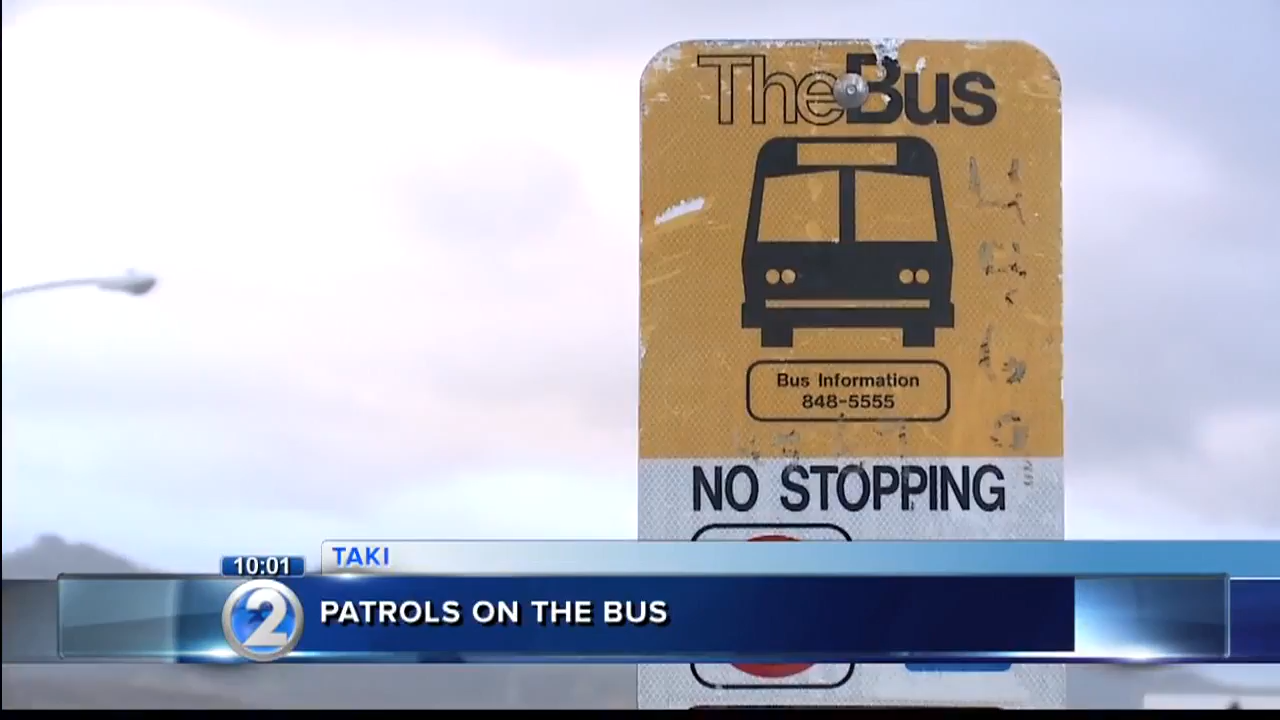 TheBus
Bus Information
848-5555
NO STOPPING
TAKI
10:01
2
PATROLS ON THE BUS